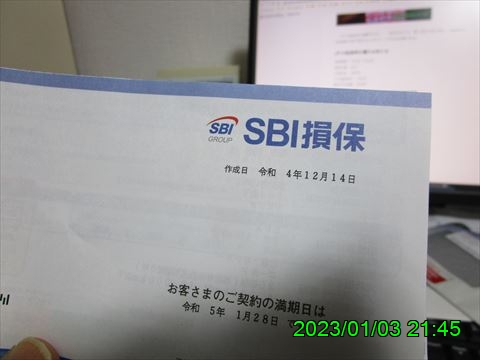 SBI
GROUP
SBI損保
作成日 令和 4年12月14日
お客さまのご契約の満期日は
令和 5年 1月28日 で
2023/01/03 21:45